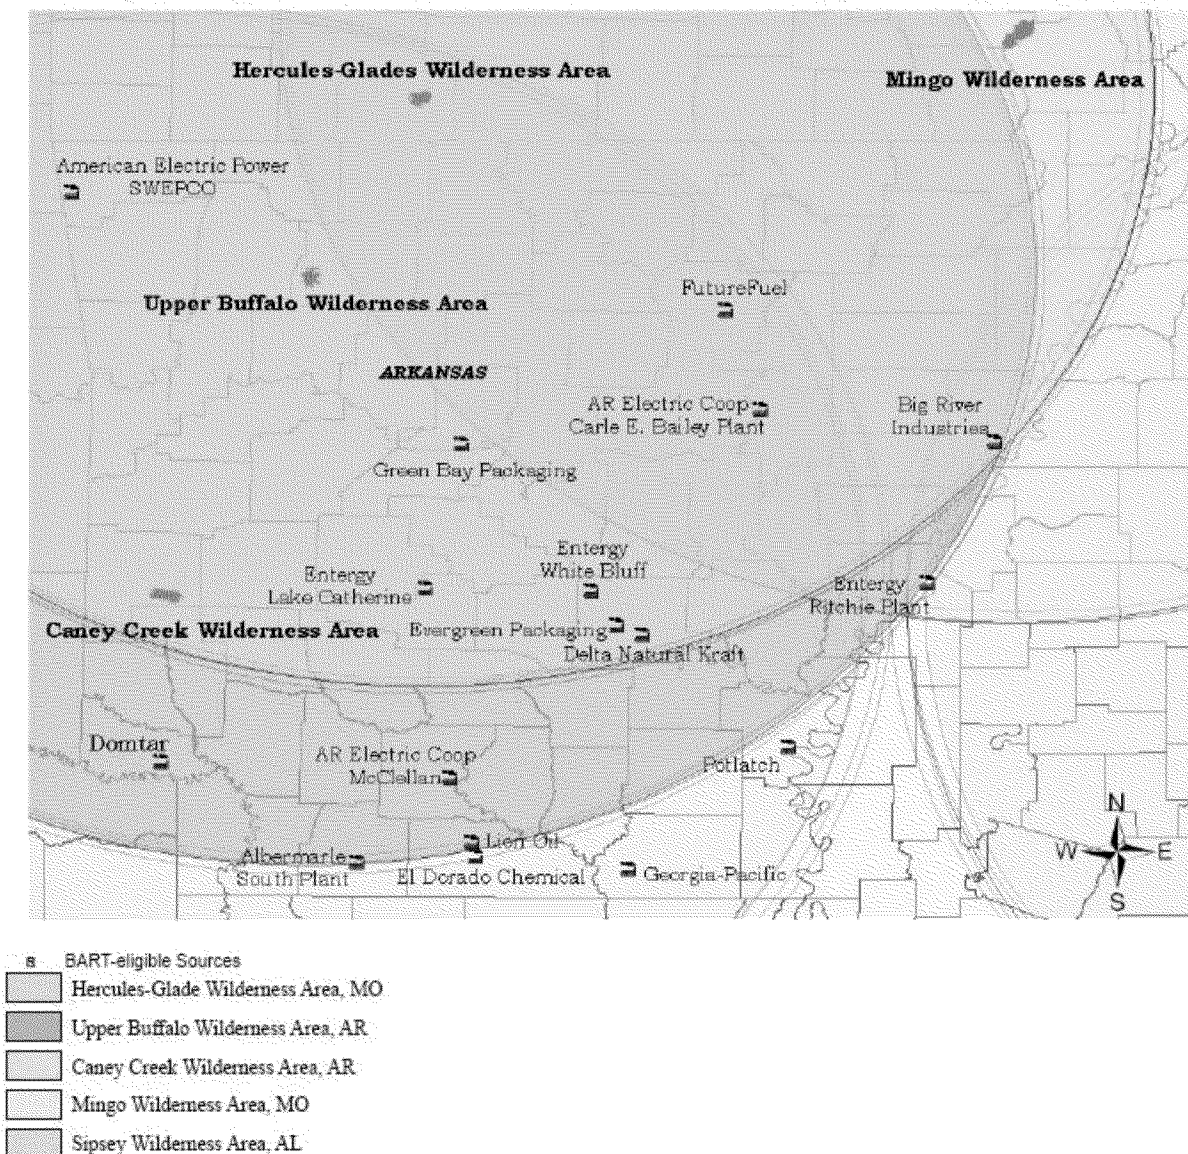 Hercules-Glades Wilderness Area
Mingo Wilderness Area
American Electric Power
SWEPCO
FutureFuel
Upper Buffalo Wilderness Area
ARKANSAS
AR Electric Coop
Carle E. Bailey Plant
Big River
Industries
Green Bay Packaging
Entergy
White Bluff
Entergy
Lake Catherine
Entergy
Ritchie Plant
Caney Creek Wilderness Area
Evergreen Packaging
Delta Natural Kraft
Domtar
AR Electric Coop
McClellan
Potlatch
Lion Oil
Albermarle
South Plant
El Dorado Chemical
Georgia-Pacific
N
W
E
S
BART-eligible Sources
Hercules-Glade Wilderness Area, MO
Upper Buffalo Wilderness Area, AR
Caney Creek Wilderness Area, AR
Mingo Wilderness Area, MO
Sipsey Wilderness Area, AL